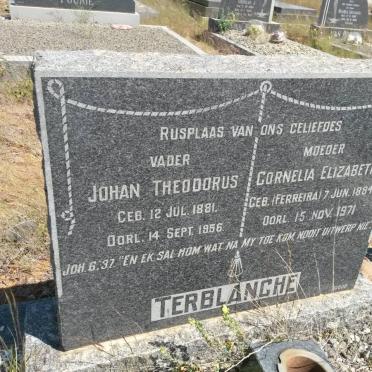 FOURIE
RUSPLAAS VAN ONS GELIEFDES
VADER
JOHAN THEODORUS
GEB. 12 JUL. 1881.
OORL. 14 SEPT. 1956.
MOEDER
CORNELIA ELIZABETH
GEB. (FERREIRA) 7 JUN. 1884
OORL. 15 NOV. 1971
JOH 6:37. "EN EK SAL HOM WAT NA MY TOE KOM NOOIT UITWERP NIE
TERBLANCHE